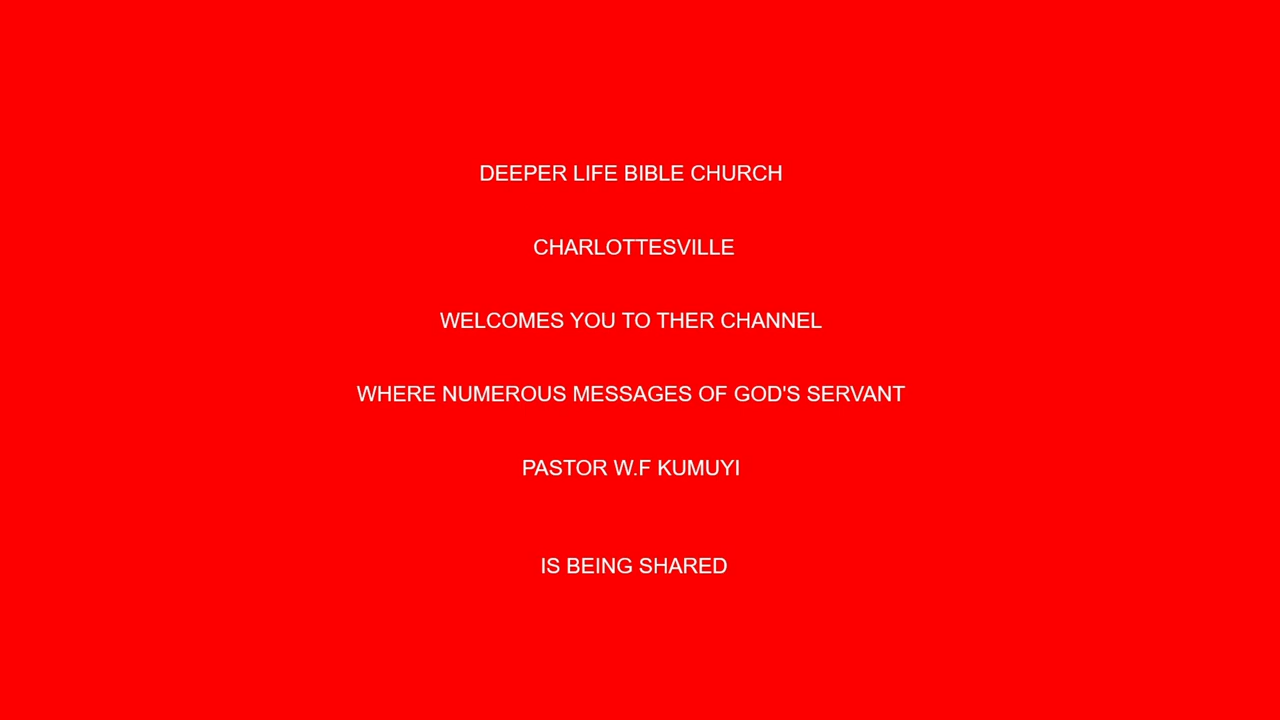 DEEPER LIFE BIBLE CHURCH
CHARLOTTESVILLE
WELCOMES YOU TO THER CHANNEL
WHERE NUMEROUS MESSAGES OF GOD'S SERVANT
PASTOR W.F KUMUYI
IS BEING SHARED